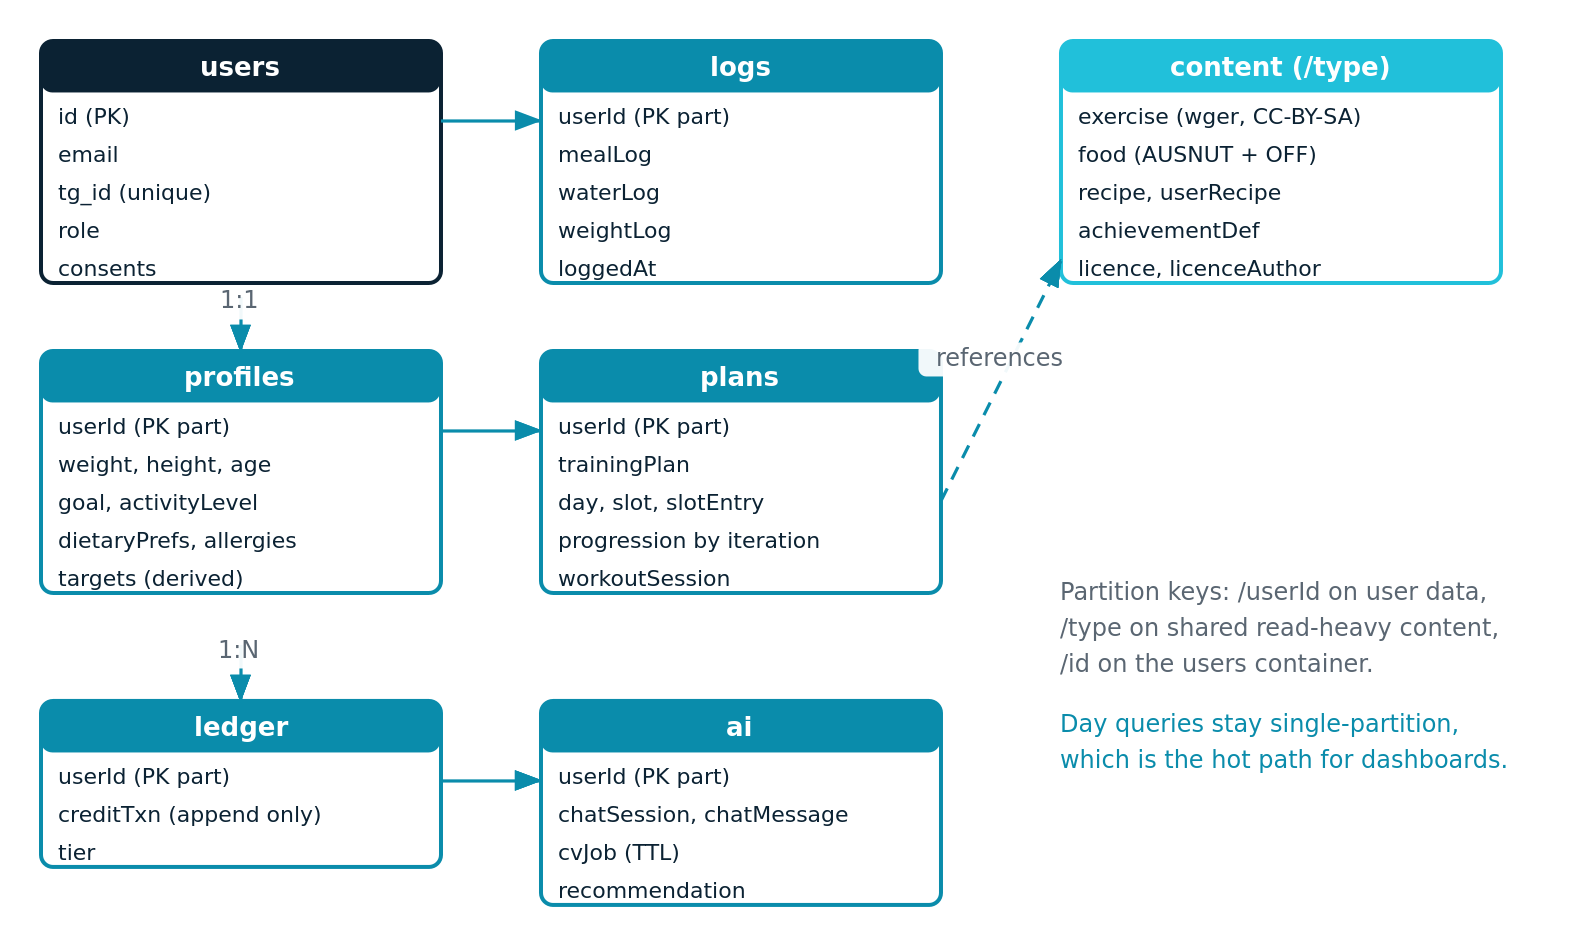 users
id (PK)
email
tg_id (unique)
role
consents
logs
userId (PK part)
mealLog
waterLog
weightLog
loggedAt
content (/type)
exercise (wger, CC-BY-SA)
food (AUSNUT + OFF)
recipe, userRecipe
achievementDef
licence, licenceAuthor
1:1
profiles
userId (PK part)
weight, height, age
goal, activityLevel
dietaryPrefs, allergies
targets (derived)
plans
userId (PK part)
trainingPlan
day, slot, slotEntry
progression by iteration
workoutSession
references
1:N
ledger
userId (PK part)
creditTxn (append only)
tier
ai
userId (PK part)
chatSession, chatMessage
cvJob (TTL)
recommendation
Partition keys: /userId on user data,
/type on shared read-heavy content,
/id on the users container.
Day queries stay single-partition,
which is the hot path for dashboards.